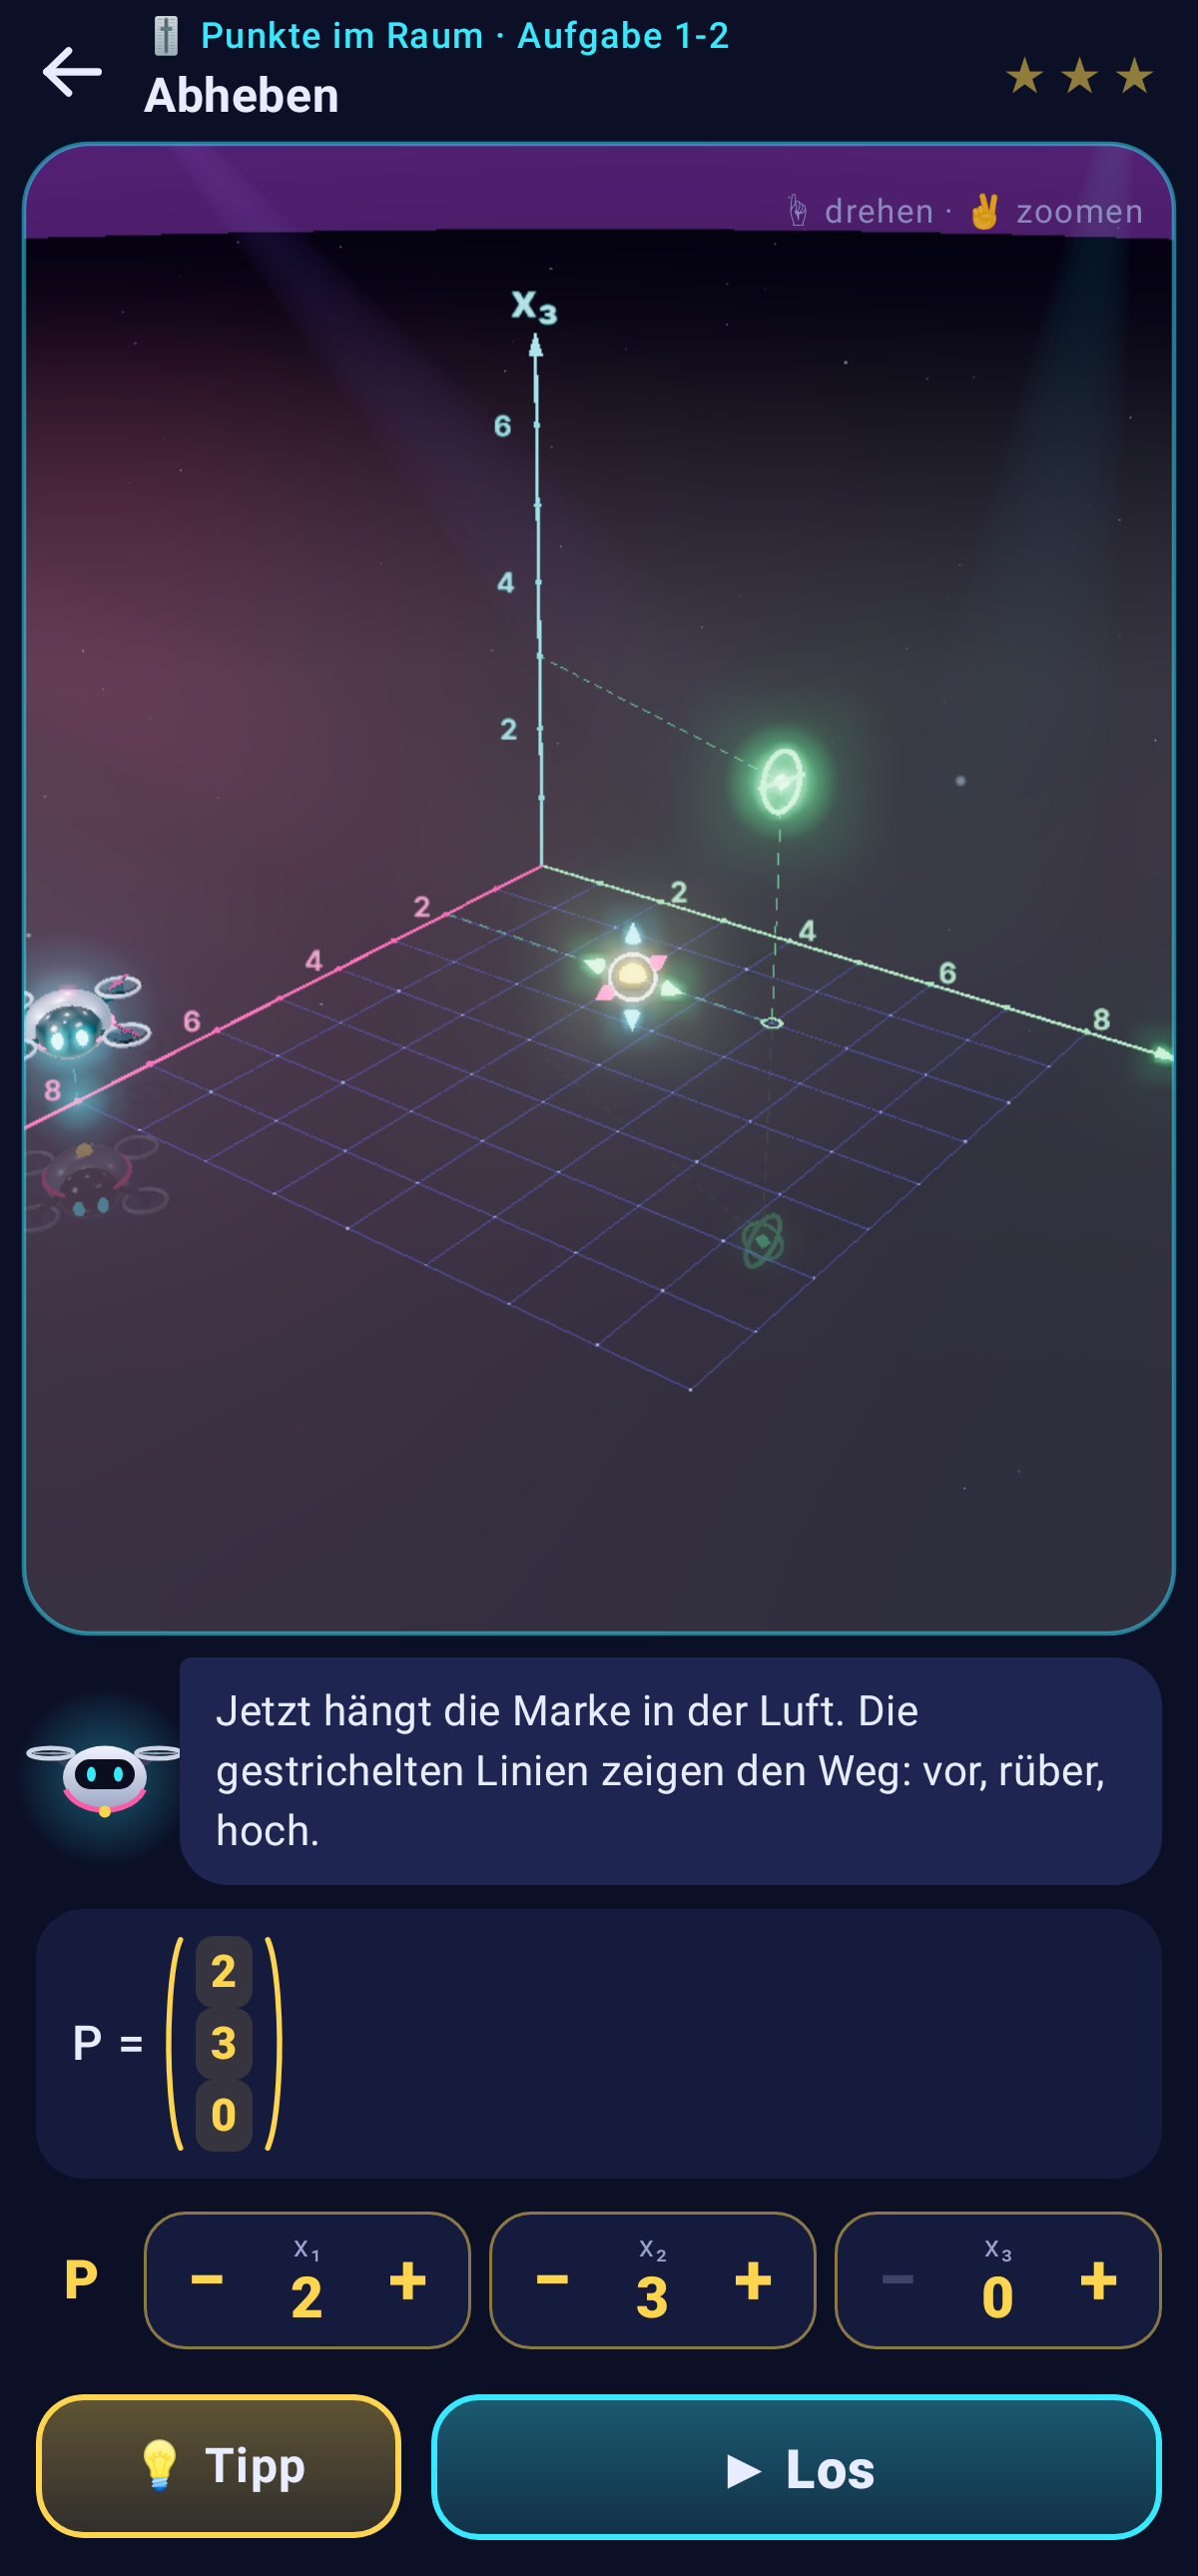 Punkte im Raum · Aufgabe 1-2
Abheben
★ ★ ★
drehen · ✌ zoomen
x₃
6
4
2
2
4
6
8
2
4
6
8
Jetzt hängt die Marke in der Luft. Die
gestrichelten Linien zeigen den Weg: vor, rüber,
hoch.
P = ( 2 3 0 )
P
x₁
− 2 +
x₂
− 3 +
x₃
− 0 +
Tipp
▶ Los